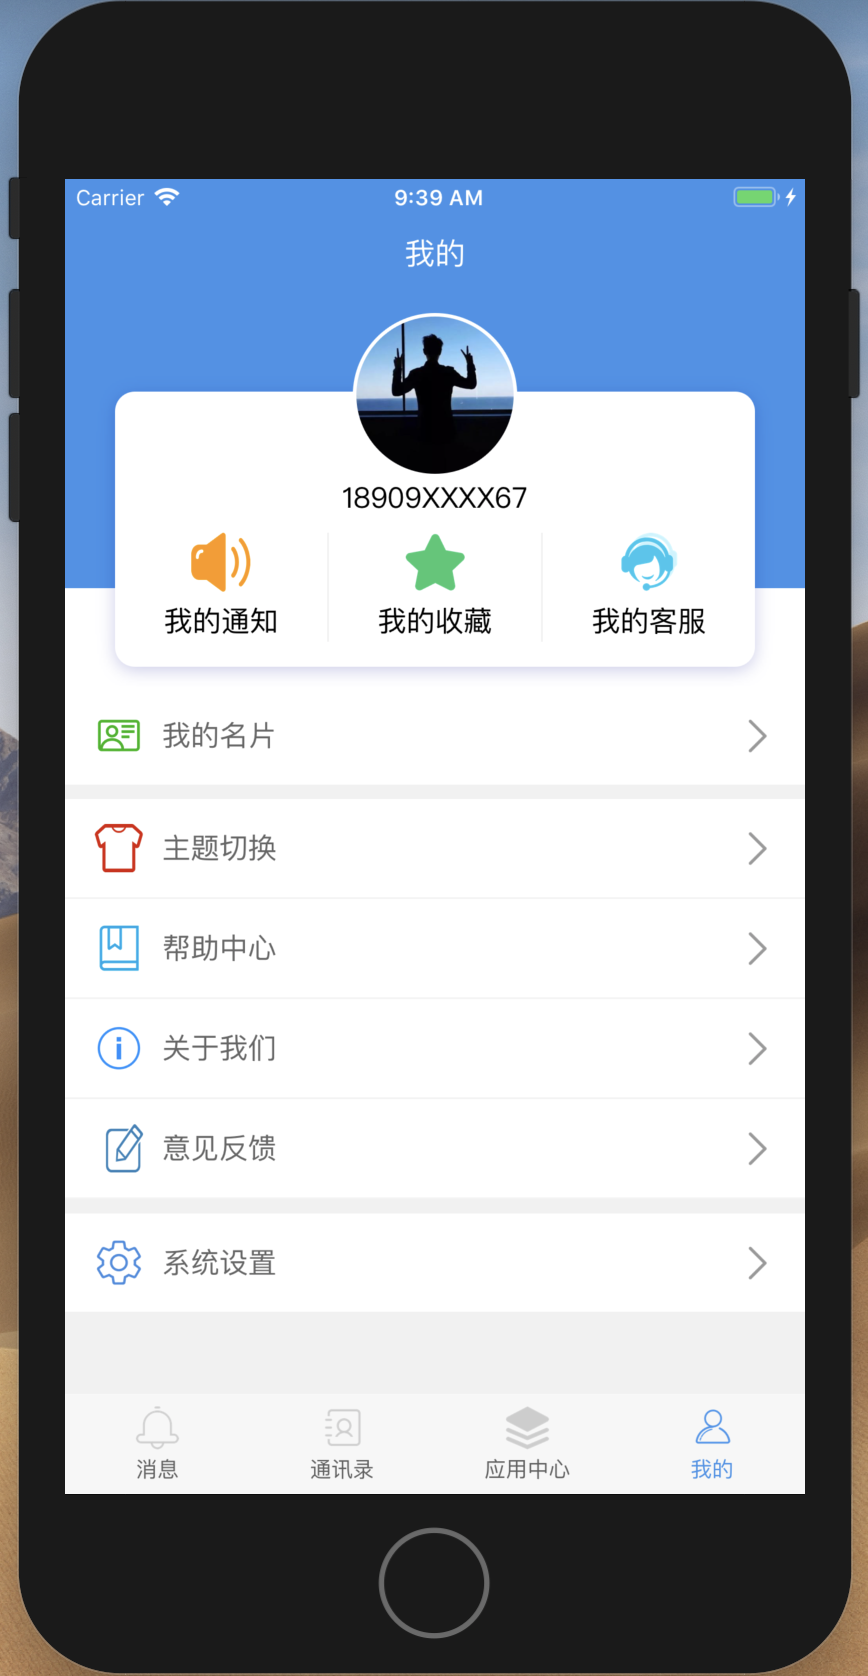 Carrier 9:39 AM
我的
18909XXXX67
我的通知 我的收藏 我的客服
我的名片
主题切换
帮助中心
关于我们
意见反馈
系统设置
消息 通讯录 应用中心 我的